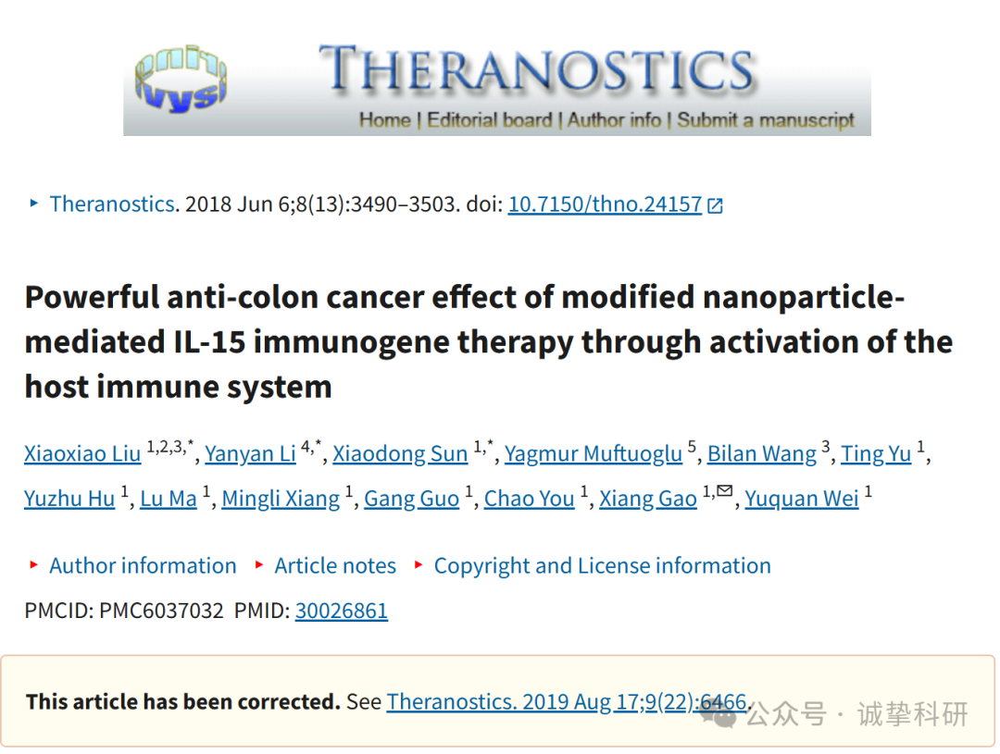 ivyspring
THERANOSTICS
Home | Editorial board | Author info | Submit a manuscript
Theranostics. 2018 Jun 6;8(13):3490–3503. doi: 10.7150/thno.24157
Powerful anti-colon cancer effect of modified nanoparticle-
mediated IL-15 immunogene therapy through activation of the
host immune system
Xiaoxiao Liu 1,2,3,*, Yanyan Li 4,*, Xiaodong Sun 1,*, Yagmur Muftuoglu 5, Bilan Wang 3, Ting Yu 1,
Yuzhu Hu 1, Lu Ma 1, Mingli Xiang 1, Gang Guo 1, Chao You 1, Xiang Gao 1,✉, Yuquan Wei 1
Author information Article notes Copyright and License information
PMCID: PMC6037032 PMID: 30026861
This article has been corrected. See Theranostics. 2019 Aug 17;9(22):6466.
公众号 · 诚挚科研